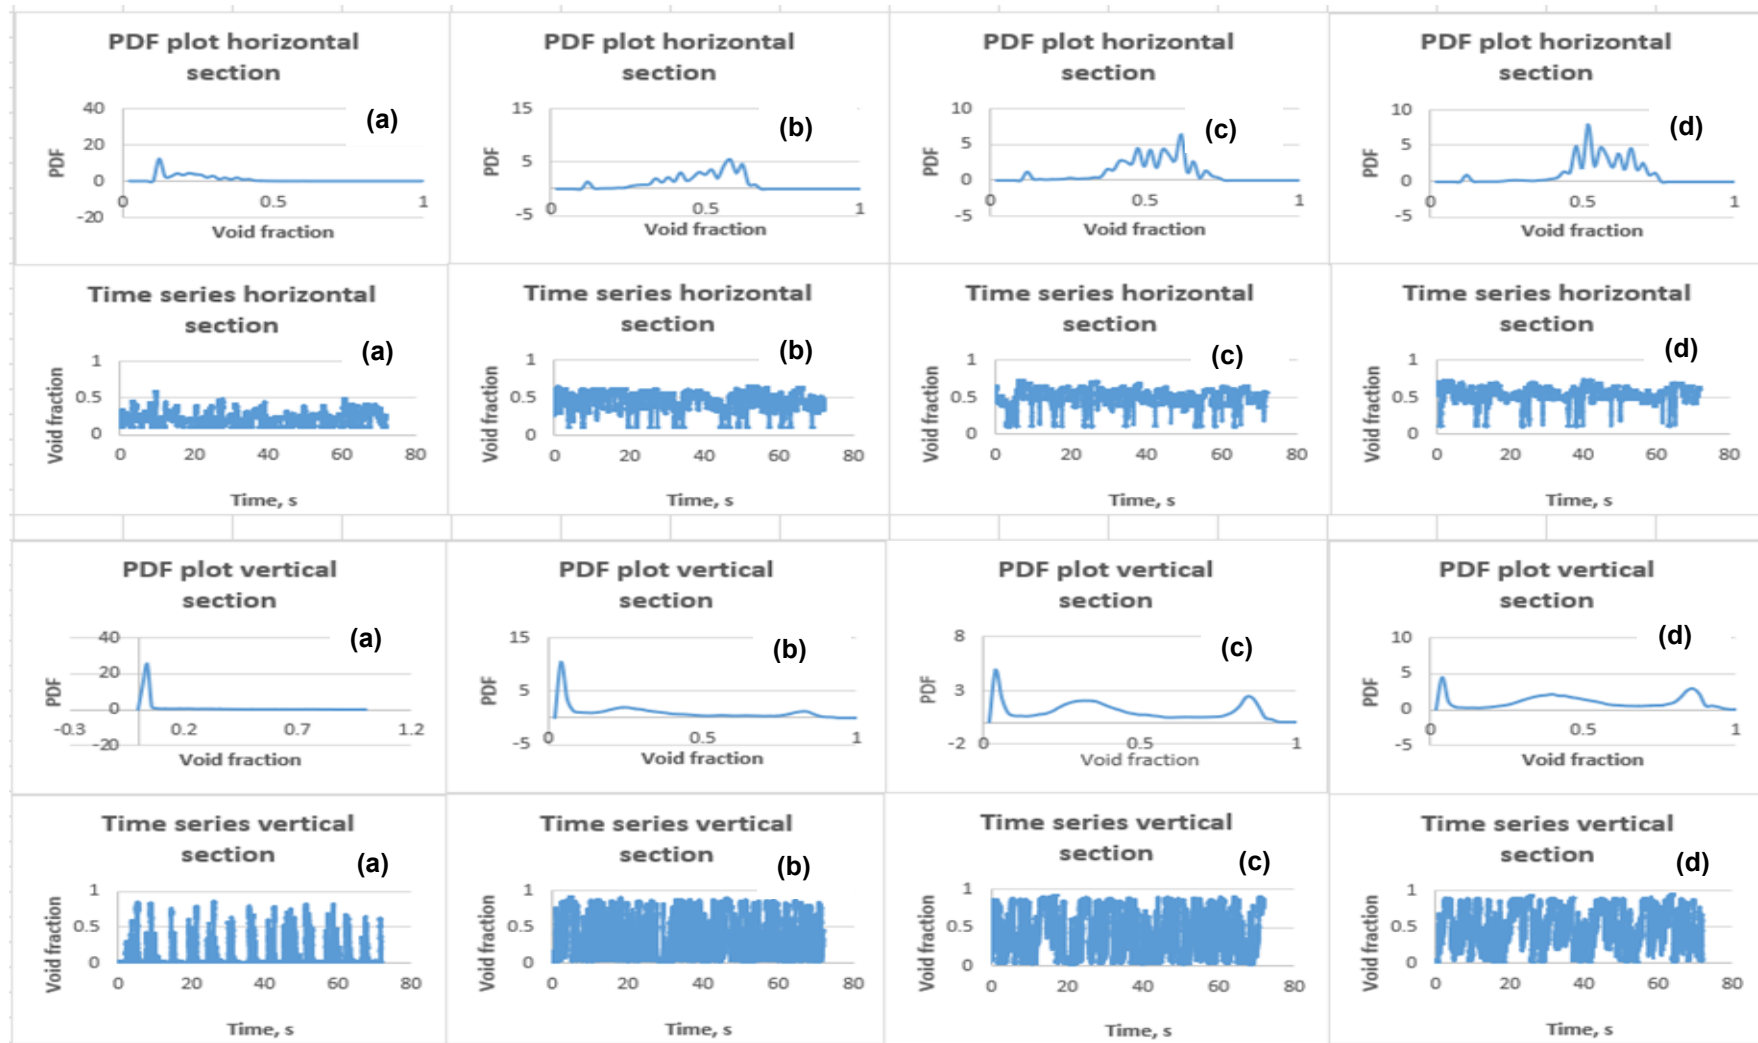 PDF plot horizontal
section
40
(a)
20
PDF
0
0
0.5
1
-20
Void fraction
PDF plot horizontal
section
15
(b)
PDF
5
0
0.5
1
-5
Void fraction
PDF plot horizontal
section
10
(c)
5
PDF
0
0
0.5
1
-5
Void fraction
PDF plot horizontal
section
10
(d)
5
PDF
0
0
0.5
1
-5
Void fraction
Time series horizontal
section
(a)
1
Void fraction
0.5
0
0 20 40 60 80
Time, s
Time series horizontal
section
(b)
1
Void fraction
0.5
0
0 20 40 60 80
Time, s
Time series horizontal
section
(c)
1
Void fraction
0.5
0
0 20 40 60 80
Time, s
Time series horizontal
section
(d)
1
Void fraction
0.5
0
0 20 40 60 80
Time, s
PDF plot vertical
section
40
(a)
20
PDF
0
-0.3 0.2 0.7 1.2
-20
Void fraction
PDF plot vertical
section
15
(b)
PDF
5
0 0.5 1
-5
Void fraction
PDF plot vertical
section
8
(c)
PDF
3
-2
0 0.5 1
Void fraction
PDF plot vertical
section
10
(d)
5
PDF
0
0 0.5 1
-5
Void fraction
Time series vertical
section
(a)
1
Void fraction
0.5
0
0 20 40 60 80
Time, s
Time series vertical
section
(b)
1
Void fraction
0.5
0
0 20 40 60 80
Time, s
Time series vertical
section
(c)
1
Void fraction
0.5
0
0 20 40 60 80
Time, s
Time series vertical
section
(d)
1
Void fraction
0.5
0
0 20 40 60 80
Time, s